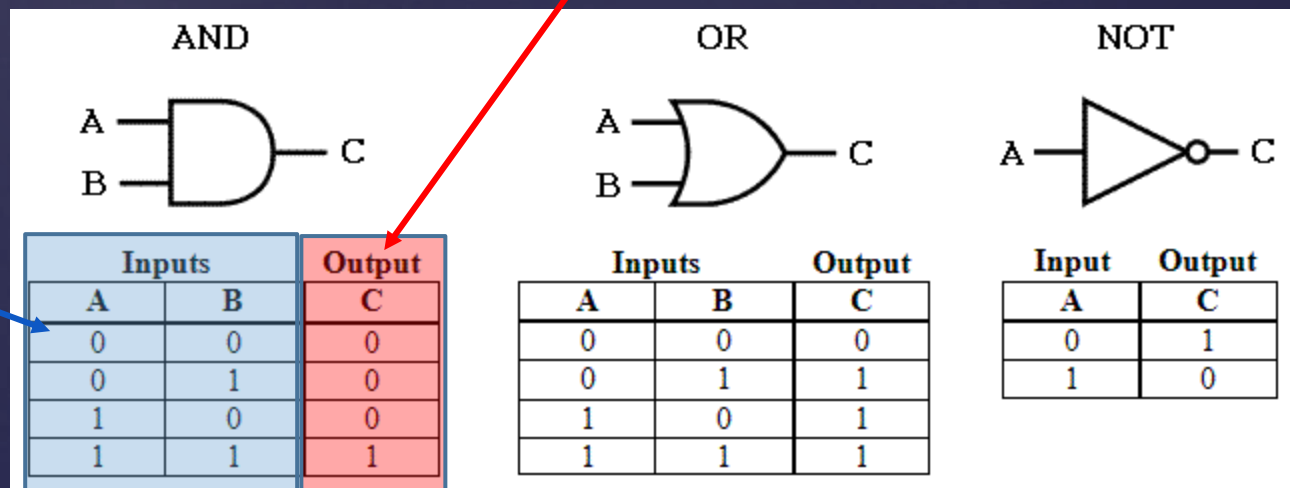 AND OR NOT
A A
C C A C
B B
Inputs Output Inputs Output Input Output
A B C A B C A C
0 0 0 0 0 0 0 1
0 1 0 0 1 1 1 0
1 0 0 1 0 1
1 1 1 1 1 1